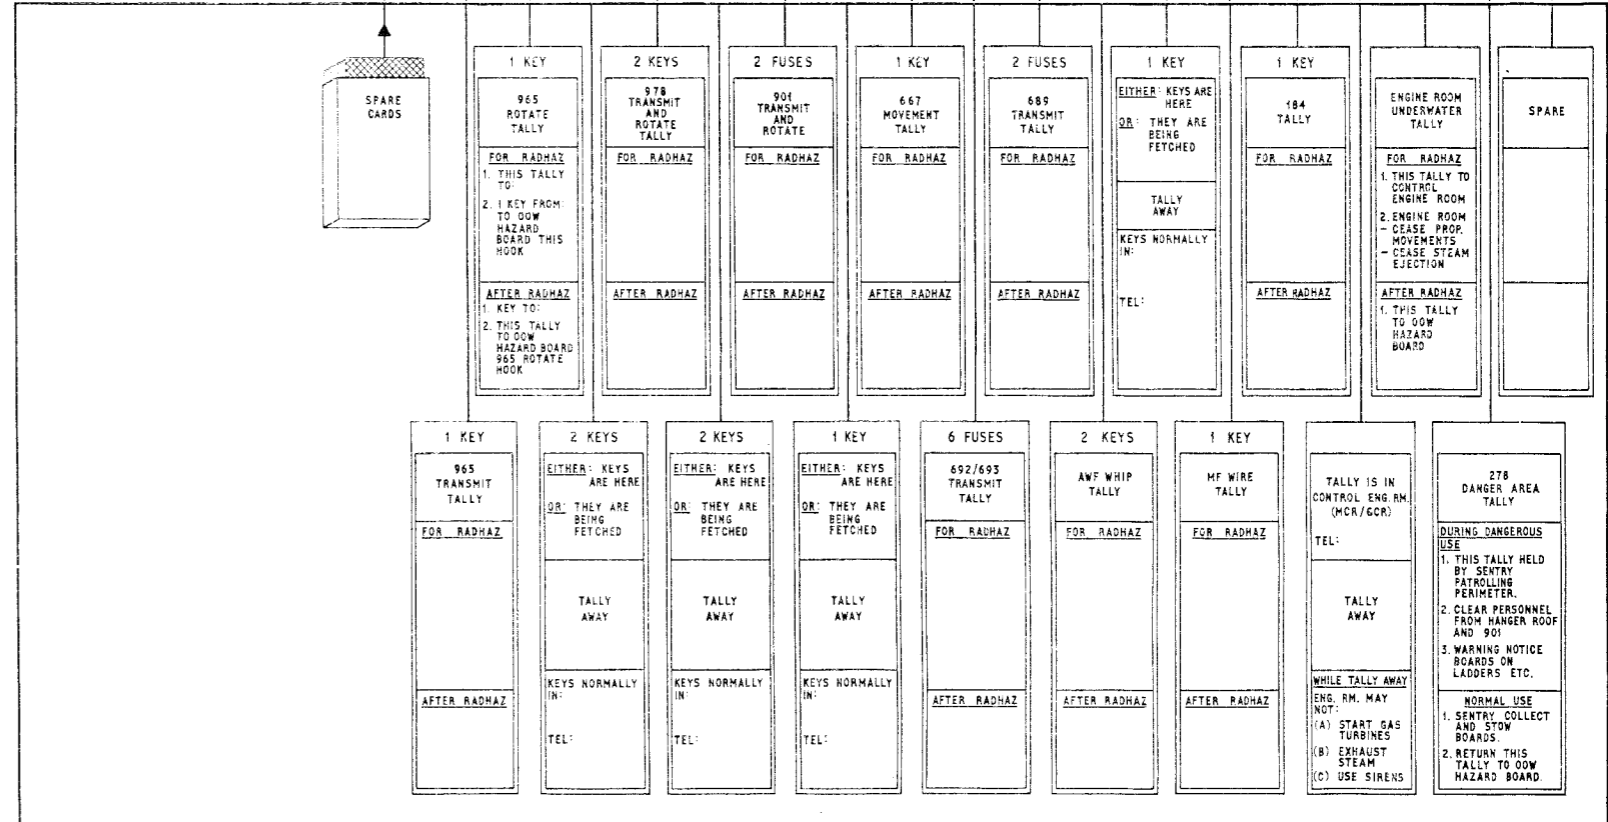 SPARE
CARDS
1 KEY
965
ROTATE
TALLY
FOR RADHAZ
1. THIS TALLY
TO:
2. 1 KEY FROM:
TO OOW
HAZARD
BOARD THIS
HOOK
AFTER RADHAZ
1. KEY TO:
2. THIS TALLY
TO OOW
HAZARD BOARD
965 ROTATE
HOOK
2 KEYS
978
TRANSMIT
AND
ROTATE
TALLY
FOR RADHAZ
AFTER RADHAZ
2 FUSES
901
TRANSMIT
AND
ROTATE
FOR RADHAZ
AFTER RADHAZ
1 KEY
667
MOVEMENT
TALLY
FOR RADHAZ
AFTER RADHAZ
2 FUSES
689
TRANSMIT
TALLY
FOR RADHAZ
AFTER RADHAZ
1 KEY
EITHER: KEYS ARE
HERE
OR: THEY ARE
BEING
FETCHED
TALLY
AWAY
KEYS NORMALLY
IN:
TEL:
1 KEY
184
TALLY
FOR RADHAZ
AFTER RADHAZ
ENGINE ROOM
UNDERWATER
TALLY
FOR RADHAZ
1. THIS TALLY TO
CONTROL
ENGINE ROOM
2. ENGINE ROOM
- CEASE PROP.
MOVEMENTS
- CEASE STEAM
EJECTION
AFTER RADHAZ
1. THIS TALLY
TO OOW
HAZARD
BOARD
SPARE
1 KEY
965
TRANSMIT
TALLY
FOR RADHAZ
AFTER RADHAZ
2 KEYS
EITHER: KEYS
ARE HERE
OR: THEY ARE
BEING
FETCHED
TALLY
AWAY
KEYS NORMALLY
IN:
TEL:
2 KEYS
EITHER: KEYS
ARE HERE
OR: THEY ARE
BEING
FETCHED
TALLY
AWAY
KEYS NORMALLY
IN:
TEL:
1 KEY
EITHER: KEYS
ARE HERE
OR: THEY ARE
BEING
FETCHED
TALLY
AWAY
KEYS NORMALLY
IN:
TEL:
6 FUSES
692/693
TRANSMIT
TALLY
FOR RADHAZ
AFTER RADHAZ
2 KEYS
AWF WHIP
TALLY
FOR RADHAZ
AFTER RADHAZ
1 KEY
MF WIRE
TALLY
FOR RADHAZ
AFTER RADHAZ
TALLY IS IN
CONTROL ENG. RM.
(MCR/GCR)
TEL:
TALLY
AWAY
WHILE TALLY AWAY
ENG. RM. MAY
NOT:
(A) START GAS
TURBINES
(B) EXHAUST
STEAM
(C) USE SIRENS
278
DANGER AREA
TALLY
DURING DANGEROUS
USE
1. THIS TALLY HELD
BY SENTRY
PATROLLING
PERIMETER.
2. CLEAR PERSONNEL
FROM HANGER ROOF
AND 901
3. WARNING NOTICE
BOARDS ON
LADDERS ETC.
NORMAL USE
1. SENTRY COLLECT
AND STOW
BOARDS.
2. RETURN THIS
TALLY TO OOW
HAZARD BOARD.